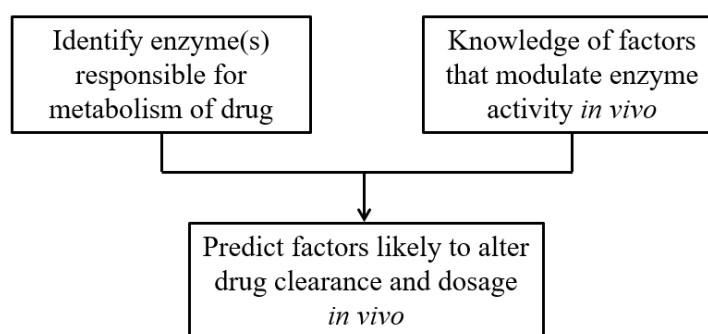 Identify enzyme(s)
responsible for
metabolism of drug
Knowledge of factors
that modulate enzyme
activity in vivo
Predict factors likely to alter
drug clearance and dosage
in vivo